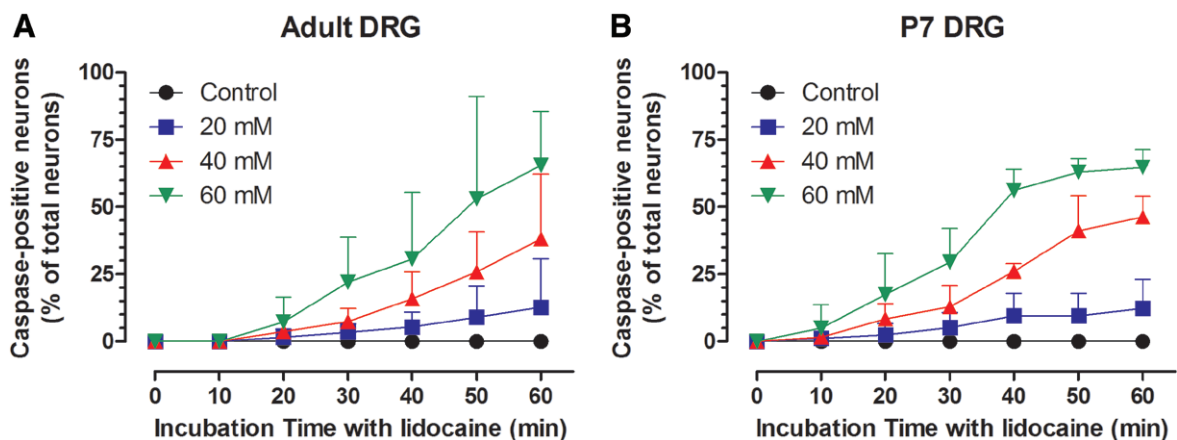 A
Adult DRG
Caspase-positive neurons
(% of total neurons)
100
75
50
25
0
Control
20 mM
40 mM
60 mM
0 10 20 30 40 50 60
Incubation Time with lidocaine (min)
B
P7 DRG
Caspase-positive neurons
(% of total neurons)
100
75
50
25
0
Control
20 mM
40 mM
60 mM
0 10 20 30 40 50 60
Incubation Time with lidocaine (min)